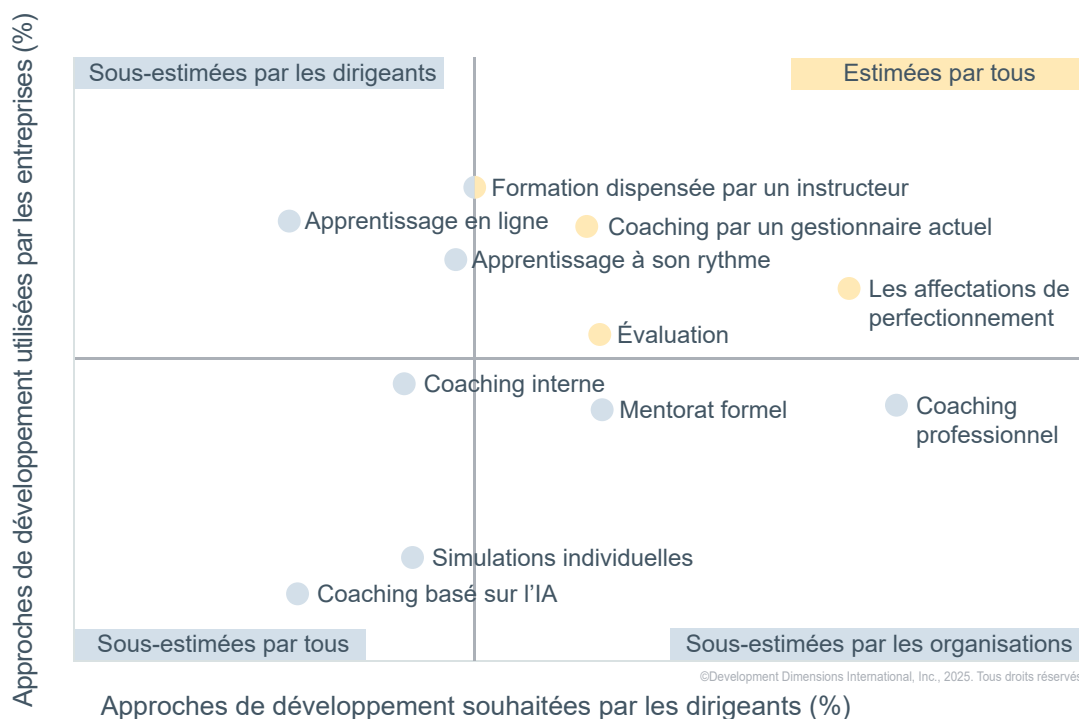 Approches de développement utilisées par les entreprises (%)
Sous-estimées par les dirigeants
Estimées par tous
Formation dispensée par un instructeur
Apprentissage en ligne
Coaching par un gestionnaire actuel
Apprentissage à son rythme
Les affectations de
perfectionnement
Évaluation
Coaching interne
Mentorat formel
Coaching
professionnel
Simulations individuelles
Coaching basé sur l’IA
Sous-estimées par tous
Sous-estimées par les organisations
©Development Dimensions International, Inc., 2025. Tous droits réservés
Approches de développement souhaitées par les dirigeants (%)